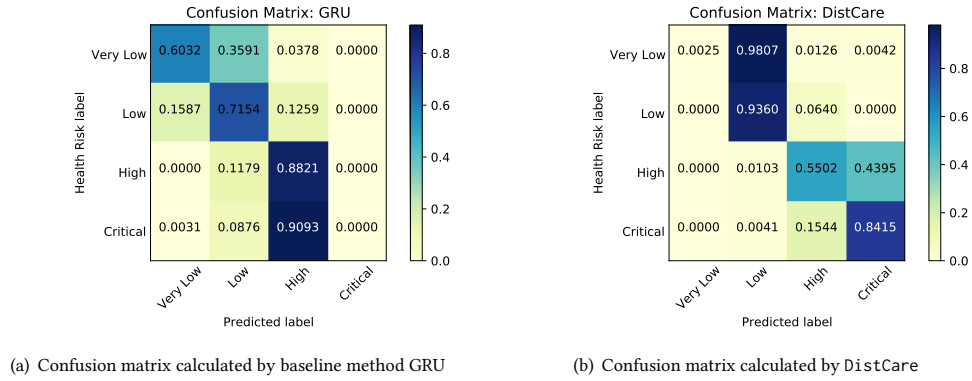 Confusion Matrix: GRU
Health Risk label
Very Low 0.6032 0.3591 0.0378 0.0000
Low 0.1587 0.7154 0.1259 0.0000
High 0.0000 0.1179 0.8821 0.0000
Critical 0.0031 0.0876 0.9093 0.0000
Very Low Low High Critical
Predicted label
0.8
0.6
0.4
0.2
0.0
(a) Confusion matrix calculated by baseline method GRU
Confusion Matrix: DistCare
Health Risk label
Very Low 0.0025 0.9807 0.0126 0.0042
Low 0.0000 0.9360 0.0640 0.0000
High 0.0000 0.0103 0.5502 0.4395
Critical 0.0000 0.0041 0.1544 0.8415
Very Low Low High Critical
Predicted label
0.8
0.6
0.4
0.2
0.0
(b) Confusion matrix calculated by DistCare